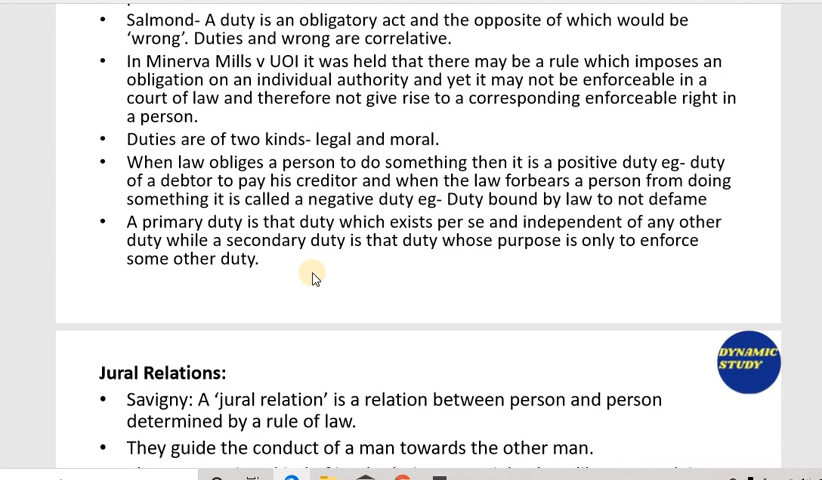 • Salmond- A duty is an obligatory act and the opposite of which would be
'wrong'. Duties and wrong are correlative.
• In Minerva Mills v UOI it was held that there may be a rule which imposes an
obligation on an individual authority and yet it may not be enforceable in a
court of law and therefore not give rise to a corresponding enforceable right in
a person.
• Duties are of two kinds- legal and moral.
• When law obliges a person to do something then it is a positive duty eg- duty
of a debtor to pay his creditor and when the law forbears a person from doing
something it is called a negative duty eg- Duty bound by law to not defame
• A primary duty is that duty which exists per se and independent of any other
duty while a secondary duty is that duty whose purpose is only to enforce
some other duty.
DYNAMIC
STUDY
Jural Relations:
• Savigny: A 'jural relation' is a relation between person and person
determined by a rule of law.
• They guide the conduct of a man towards the other man.